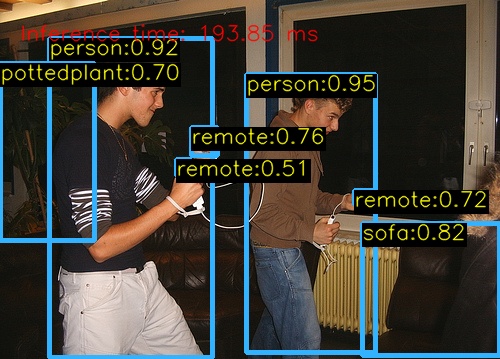 Inference time: 193.85 ms
person:0.92
pottedplant:0.70
person:0.95
remote:0.76
remote:0.51
remote:0.72
sofa:0.82